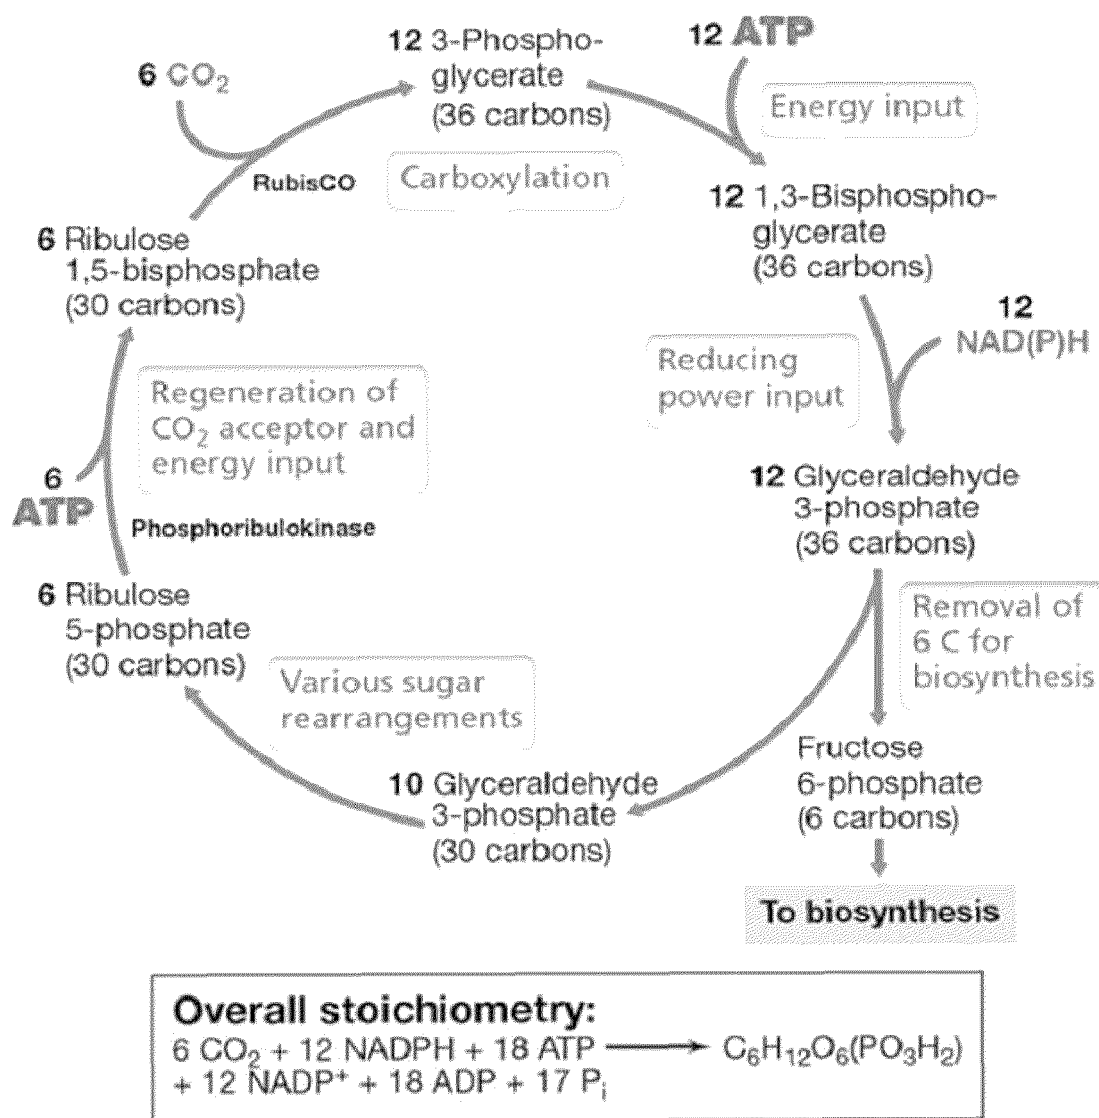 6 CO₂
12 3-Phospho-
glycerate
(36 carbons)
12 ATP
Energy input
RubisCO
Carboxylation
12 1,3-Bisphospho-
glycerate
(36 carbons)
6 Ribulose
1,5-bisphosphate
(30 carbons)
12
NAD(P)H
Reducing
power input
Regeneration of
CO₂ acceptor and
energy input
6
ATP
Phosphoribulokinase
12 Glyceraldehyde
3-phosphate
(36 carbons)
6 Ribulose
5-phosphate
(30 carbons)
Removal of
6 C for
biosynthesis
Various sugar
rearrangements
10 Glyceraldehyde
3-phosphate
(30 carbons)
Fructose
6-phosphate
(6 carbons)
To biosynthesis
Overall stoichiometry:
6 CO₂ + 12 NADPH + 18 ATP ⟶ C₆H₁₂O₆(PO₃H₂)
+ 12 NADP⁺ + 18 ADP + 17 Pᵢ